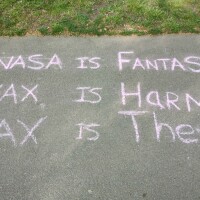 NASA IS FANTAS
AX IS HARM
AX IS THE